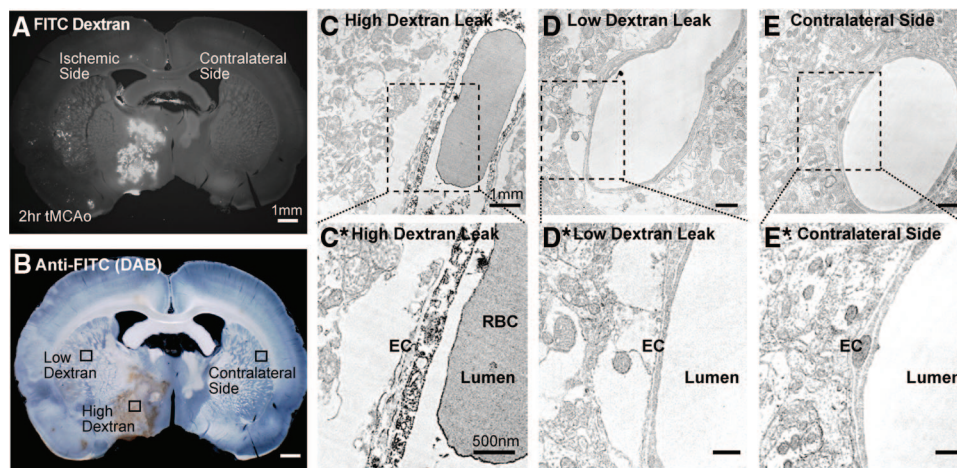 A FITC Dextran
Ischemic
Side
Contralateral
Side
2hr tMCAo
1mm
B Anti-FITC (DAB)
Low
Dextran
Contralateral
Side
High
Dextran
C High Dextran Leak
1mm
D Low Dextran Leak
E Contralateral Side
C* High Dextran Leak
RBC
EC
Lumen
500nm
D* Low Dextran Leak
EC
Lumen
E* Contralateral Side
EC
Lumen